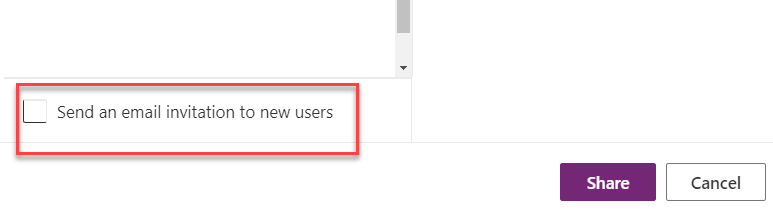 Send an email invitation to new users
Share
Cancel